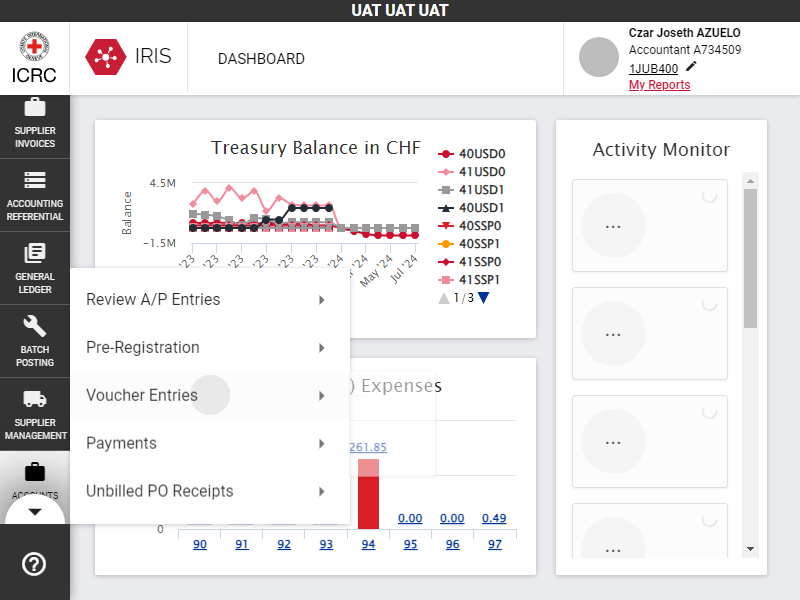 UAT UAT UAT
ICRC
IRIS
DASHBOARD
Czar Joseth AZUELO
Accountant A734509
1JUB400
My Reports
SUPPLIER
INVOICES
ACCOUNTING
REFERENTIAL
GENERAL
LEDGER
BATCH
POSTING
SUPPLIER
MANAGEMENT
ACCOUNTS
Treasury Balance in CHF
Balance
4.5M
−1.5M
'23
'23
'23
'23
'24
'24
May '24
Jul '24
40USD0
41USD0
41USD1
40USD1
40SSP0
40SSP1
41SSP0
41SSP1
1/3
Review A/P Entries
Pre-Registration
Voucher Entries
Payments
Unbilled PO Receipts
) Expenses
261.85
0
0.00
0.00
0.49
90
91
92
93
94
95
96
97
Activity Monitor
...
...
...
...